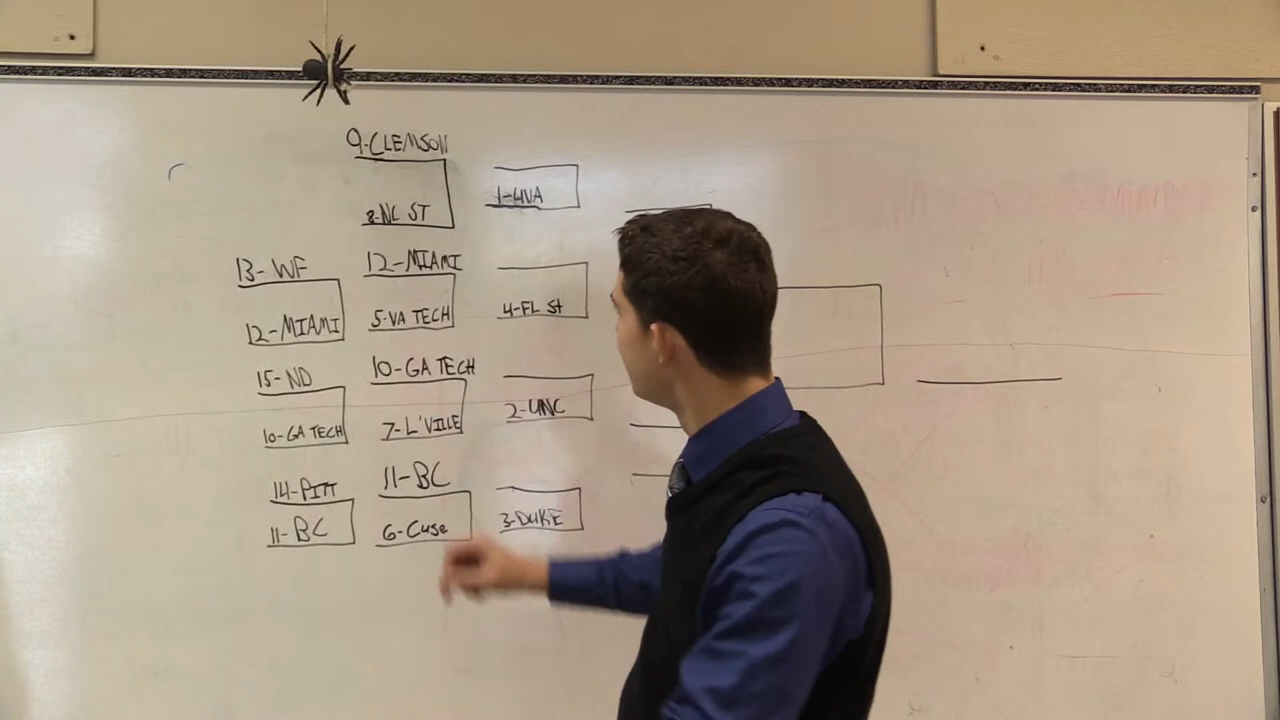 9-CLEMSON
8-NC ST
1-UVA
13-WF
12-MIAMI
12-MIAMI
5-VA TECH
4-FL St
15-ND
10-GA TECH
10-GA TECH
7-L'VILLE
2-UNC
14-PITT
11-BC
11-BC
6-Cuse
3-DUKE